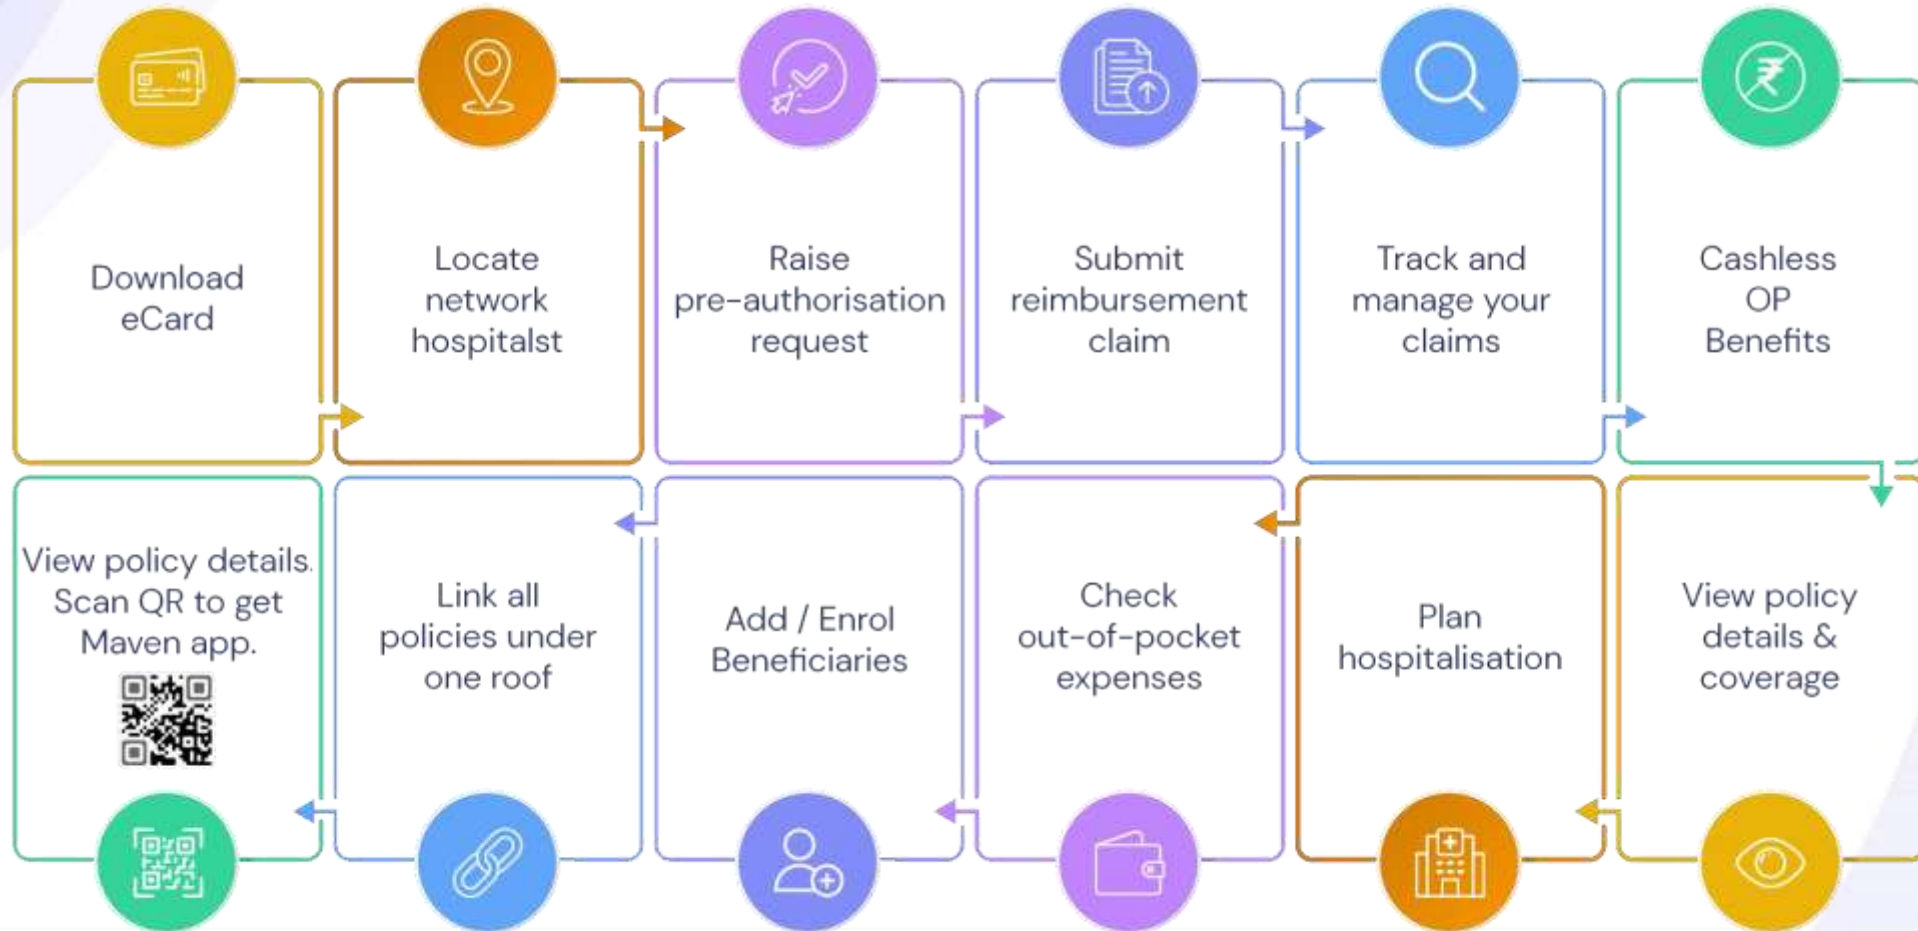 Download
eCard
Locate
network
hospitalst
Raise
pre-authorisation
request
Submit
reimbursement
claim
Track and
manage your
claims
Cashless
OP
Benefits
View policy
details &
coverage
Plan
hospitalisation
Check
out-of-pocket
expenses
Add / Enrol
Beneficiaries
Link all
policies under
one roof
View policy details.
Scan QR to get
Maven app.